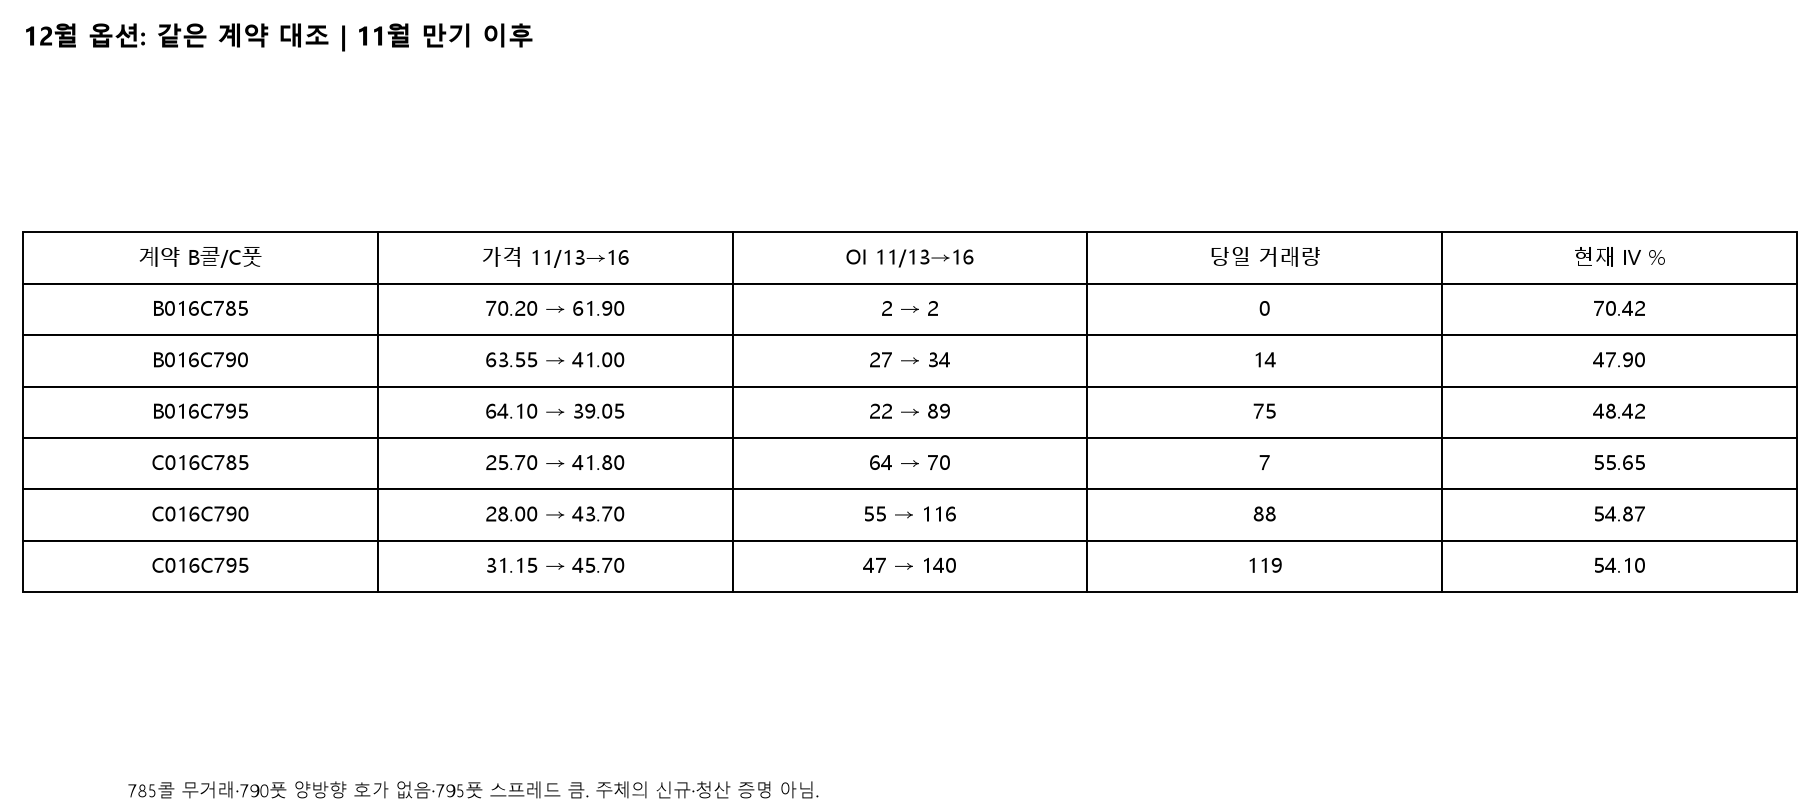 12월 옵션: 같은 계약 대조 | 11월 만기 이후
계약 B콜/C풋 가격 11/13→16 OI 11/13→16 당일 거래량 현재 IV %
B016C785 70.20 → 61.90 2 → 2 0 70.42
B016C790 63.55 → 41.00 27 → 34 14 47.90
B016C795 64.10 → 39.05 22 → 89 75 48.42
C016C785 25.70 → 41.80 64 → 70 7 55.65
C016C790 28.00 → 43.70 55 → 116 88 54.87
C016C795 31.15 → 45.70 47 → 140 119 54.10
785콜 무거래·790풋 양방향 호가 없음·795풋 스프레드 큼. 주체의 신규·청산 증명 아님.